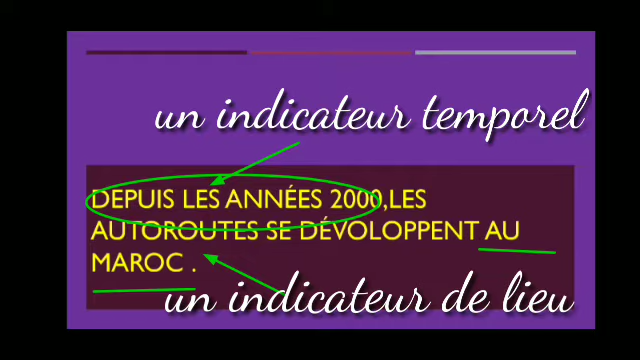 un indicateur temporel
DEPUIS LES ANNÉES 2000,LES
AUTOROUTES SE DÉVOLOPPENT AU
MAROC .
un indicateur de lieu